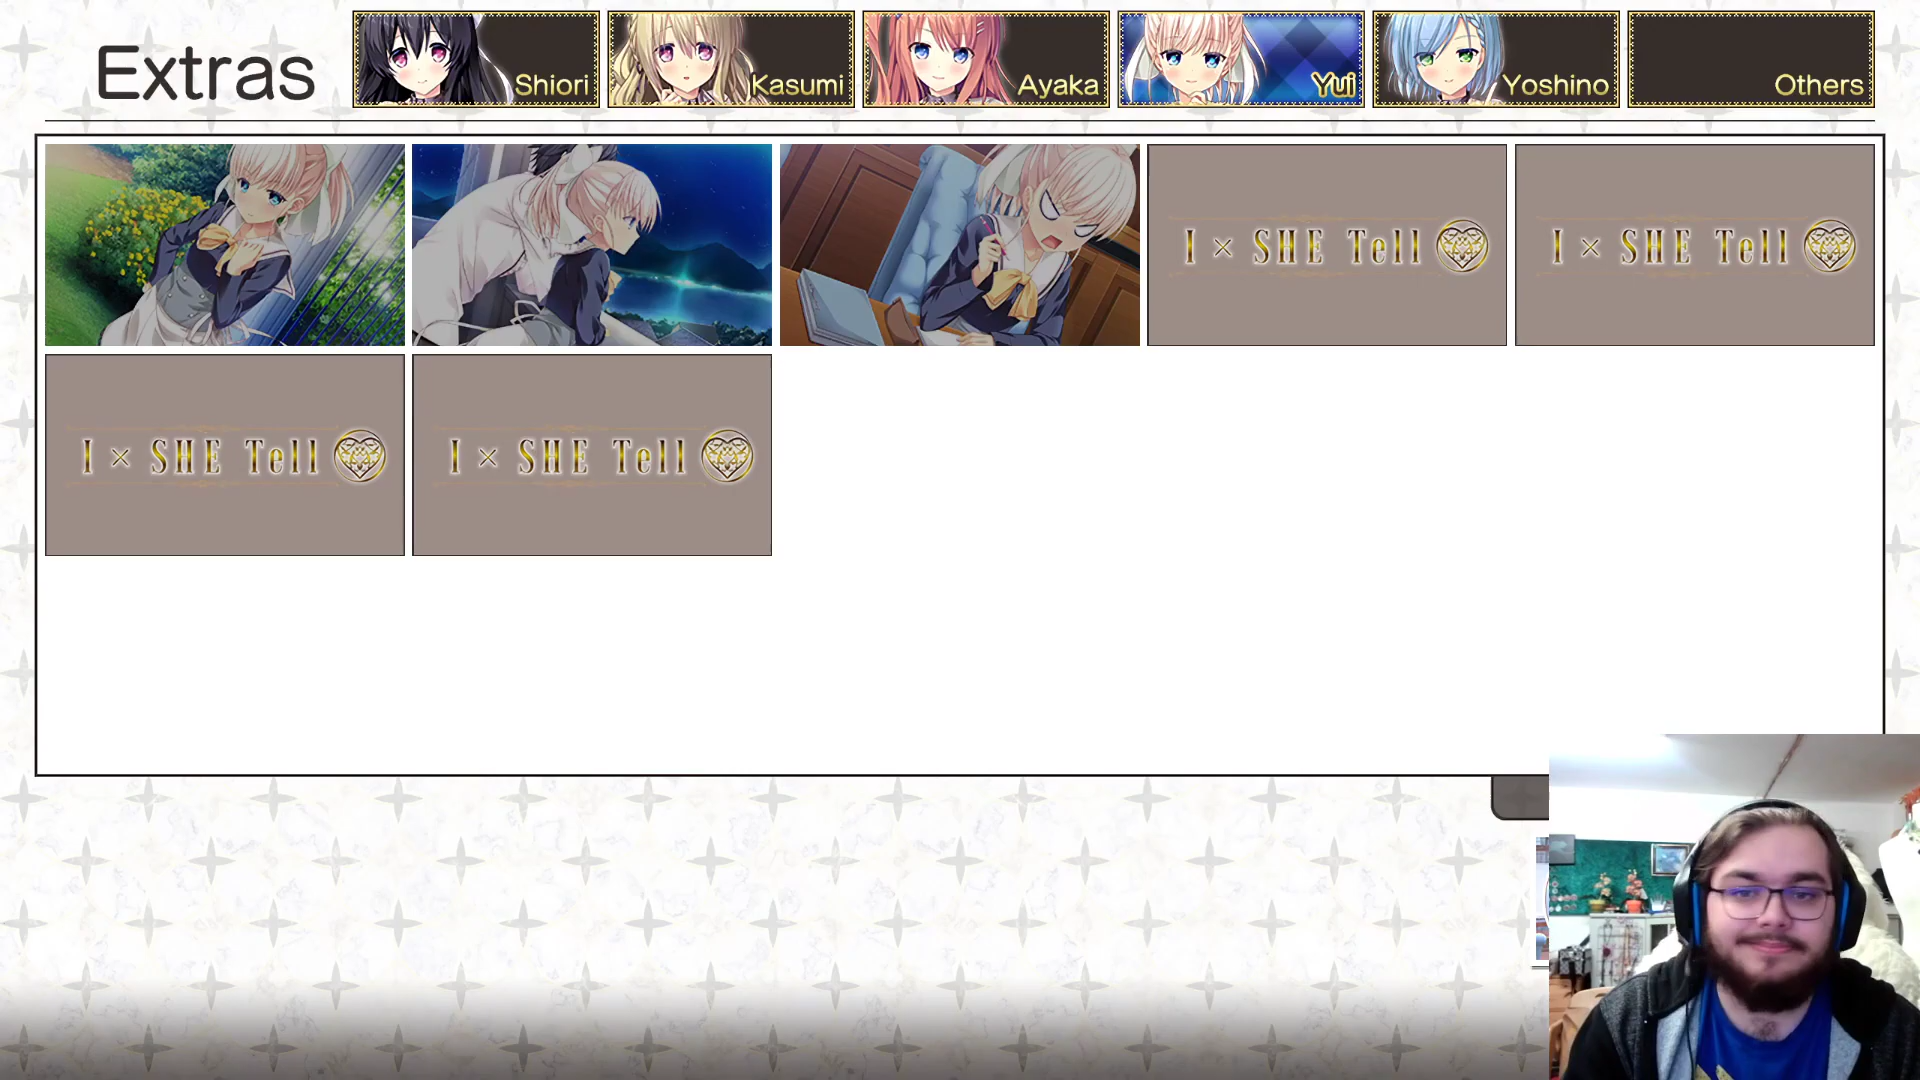 Extras
Shiori
Kasumi
Ayaka
Yui
Yoshino
Others
I × SHE Tell
I × SHE Tell
I × SHE Tell
I × SHE Tell